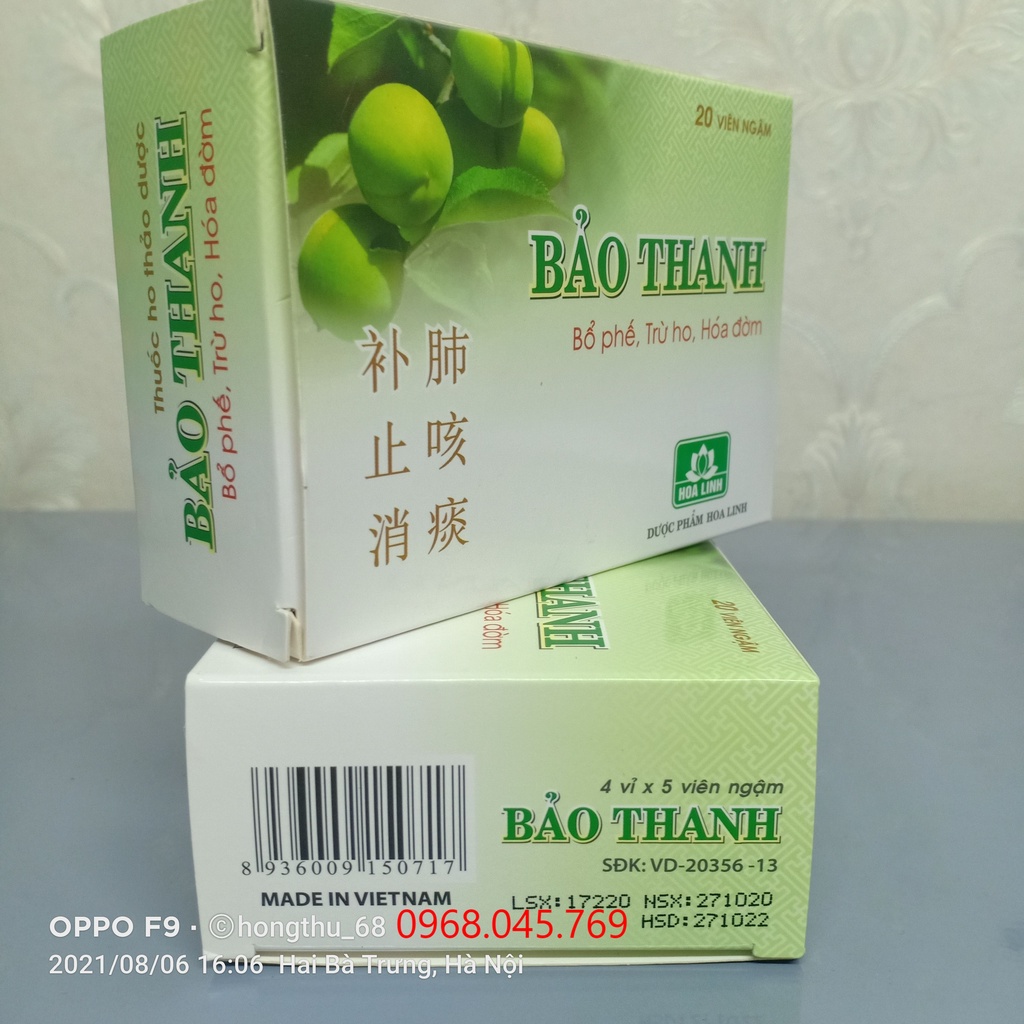 Thuốc ho thảo dược
BẢO THANH
Bổ phế, Trừ ho, Hóa đờm
20 VIÊN NGẬM
BẢO THANH
Bổ phế, Trừ ho, Hóa đờm
补肺
止咳
消痰
HOA LINH
DƯỢC PHẨM HOA LINH
Hóa đờm
THANH
20 VIÊN NGẬM
4 vỉ x 5 viên ngậm
BẢO THANH
SĐK: VD-20356 -13
8 936009 150717
MADE IN VIETNAM
LSX: 17220 NSX: 271020
HSD: 271022
OPPO F9 · ©hongthu_68 0968.045.769
2021/08/06 16:06 Hai Bà Trưng, Hà Nội